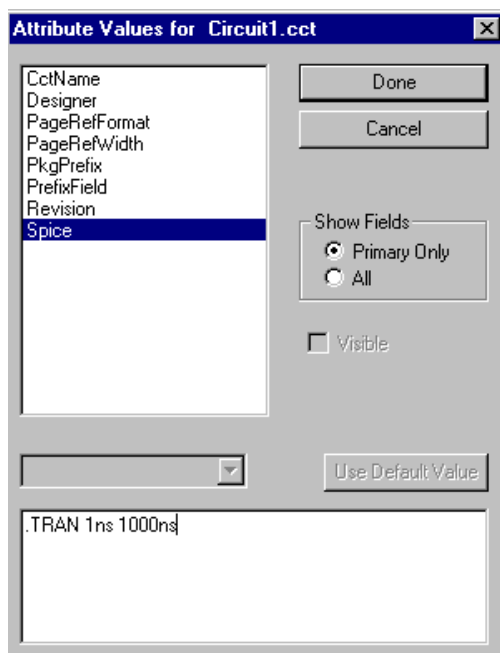 Attribute Values for Circuit1.cct
CctName
Designer
PageRefFormat
PageRefWidth
PkgPrefix
PrefixField
Revision
Spice
Done
Cancel
Show Fields
Primary Only
All
Visible
Use Default Value
.TRAN 1ns 1000ns